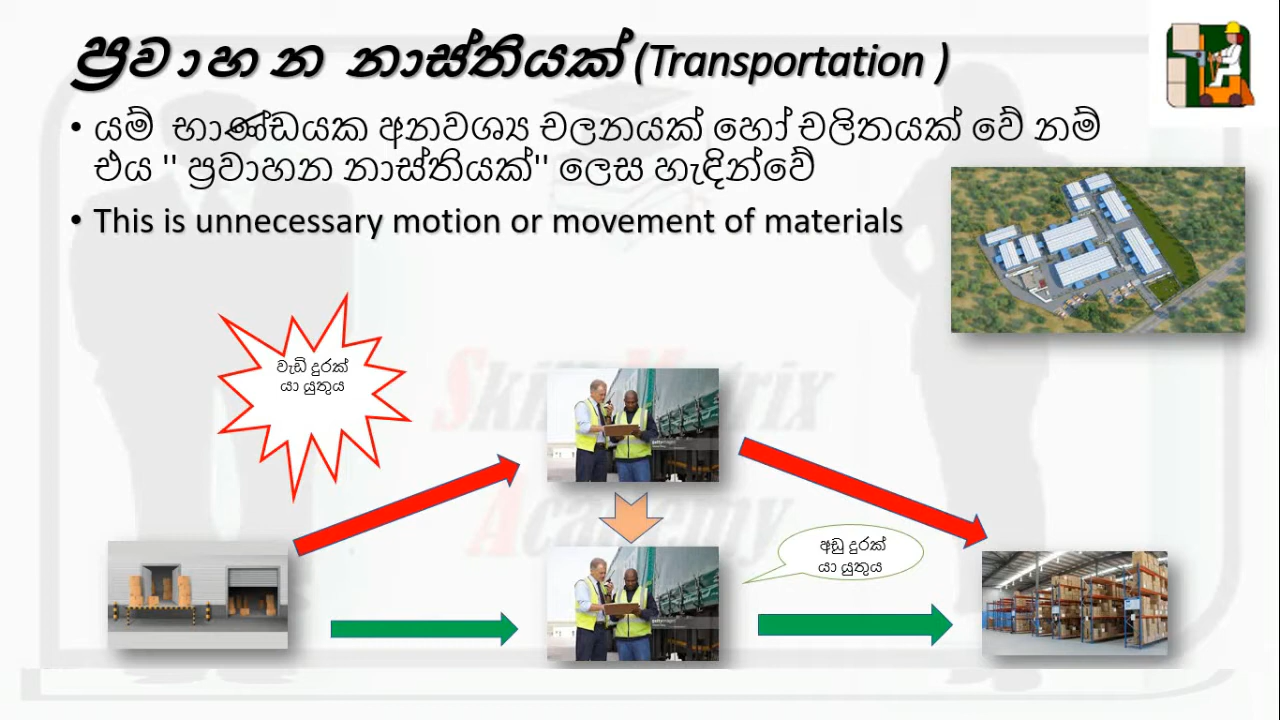 ප්‍රවාහන නාස්තියක් (Transportation )
• යම් භාණ්ඩයක අනවශ්‍ය චලනයක් හෝ චලිතයක් වේ නම්
එය " ප්‍රවාහන නාස්තියක්" ලෙස හැඳින්වේ
• This is unnecessary motion or movement of materials
වැඩි දුරක්
යා යුතුය
Skills Matrix
Academy
අඩු දුරක්
යා යුතුය